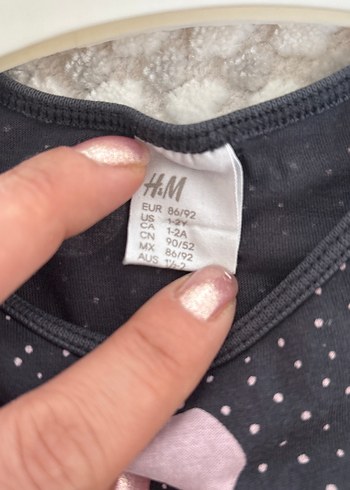 H&M
EUR 86/92
US 1-2Y
CA 1-2A
CN 90/52
MX 86/92
AUS 1½-2